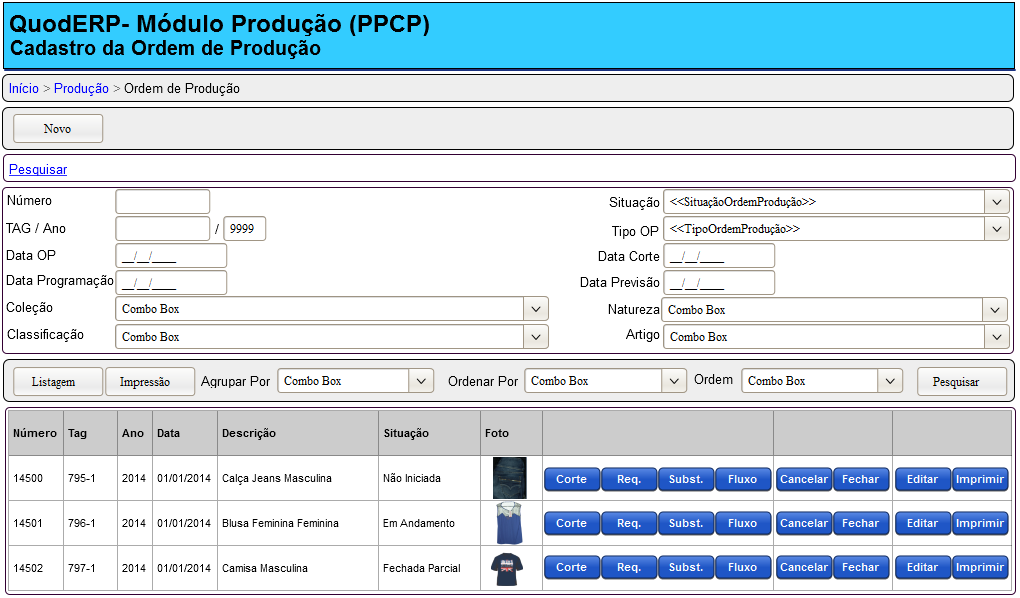 QuodERP- Módulo Produção (PPCP)
Cadastro da Ordem de Produção
Início > Produção > Ordem de Produção
Novo
Pesquisar
Número Situação <<SituaçãoOrdemProdução>>
TAG / Ano / 9999 Tipo OP <<TipoOrdemProdução>>
Data OP __/__/____ Data Corte __/__/____
Data Programação __/__/____ Data Previsão __/__/____
Coleção Combo Box Natureza Combo Box
Classificação Combo Box Artigo Combo Box
Listagem Impressão Agrupar Por Combo Box Ordenar Por Combo Box Ordem Combo Box Pesquisar
Número Tag Ano Data Descrição Situação Foto
14500 795-1 2014 01/01/2014 Calça Jeans Masculina Não Iniciada Corte Req. Subst. Fluxo Cancelar Fechar Editar Imprimir
14501 796-1 2014 01/01/2014 Blusa Feminina Feminina Em Andamento Corte Req. Subst. Fluxo Cancelar Fechar Editar Imprimir
14502 797-1 2014 01/01/2014 Camisa Masculina Fechada Parcial Corte Req. Subst. Fluxo Cancelar Fechar Editar Imprimir